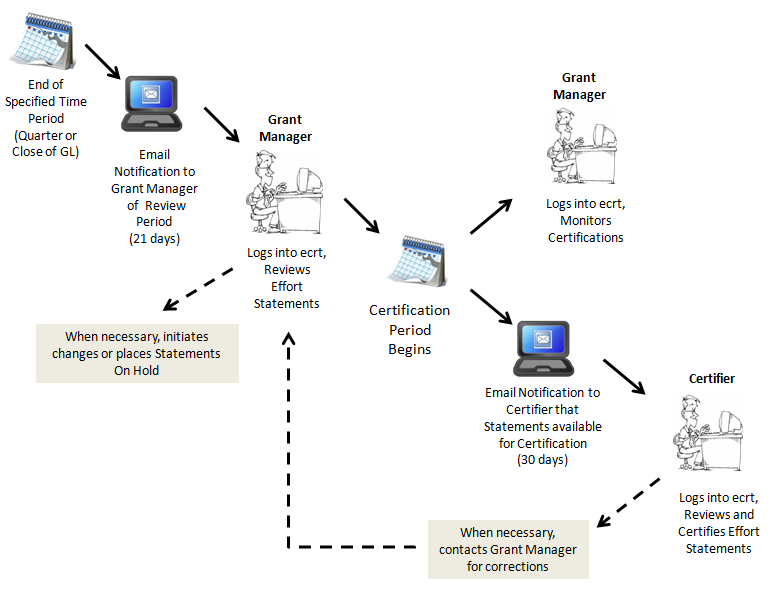 End of
Specified Time
Period
(Quarter or
Close of GL)
Email
Notification to
Grant Manager
of Review
Period
(21 days)
Grant
Manager
Logs into ecrt,
Reviews
Effort
Statements
When necessary, initiates
changes or places Statements
On Hold
Certification
Period
Begins
Grant
Manager
Logs into ecrt,
Monitors
Certifications
Email Notification to
Certifier that
Statements available
for Certification
(30 days)
Certifier
Logs into ecrt,
Reviews and
Certifies Effort
Statements
When necessary,
contacts Grant Manager
for corrections